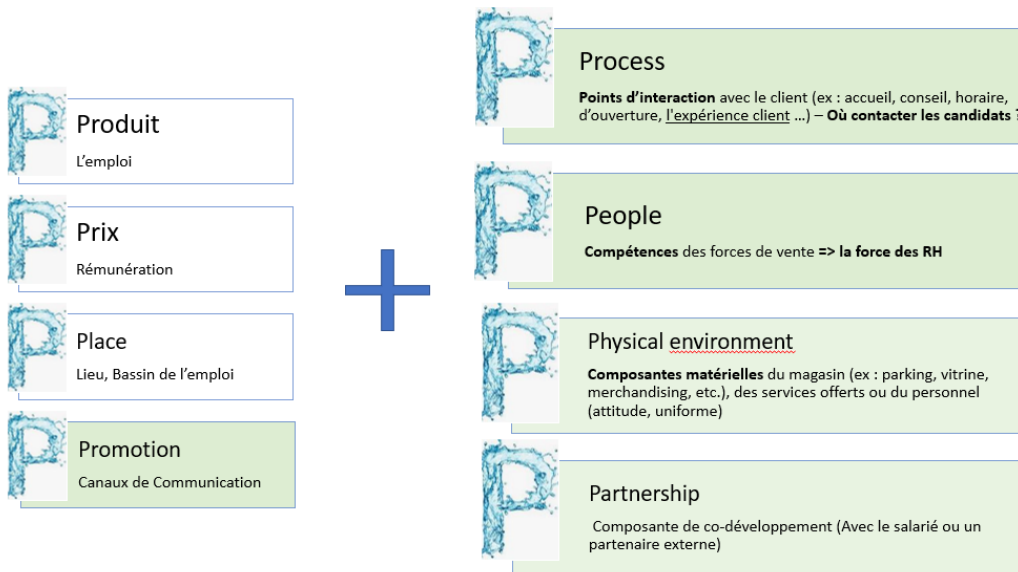 Produit
L'emploi
Prix
Rémunération
Place
Lieu, Bassin de l'emploi
Promotion
Canaux de Communication
Process
Points d'interaction avec le client (ex : accueil, conseil, horaire,
d'ouverture, l'expérience client ...) – Où contacter les candidats ?
People
Compétences des forces de vente => la force des RH
Physical environment
Composantes matérielles du magasin (ex : parking, vitrine,
merchandising, etc.), des services offerts ou du personnel
(attitude, uniforme)
Partnership
Composante de co-développement (Avec le salarié ou un
partenaire externe)